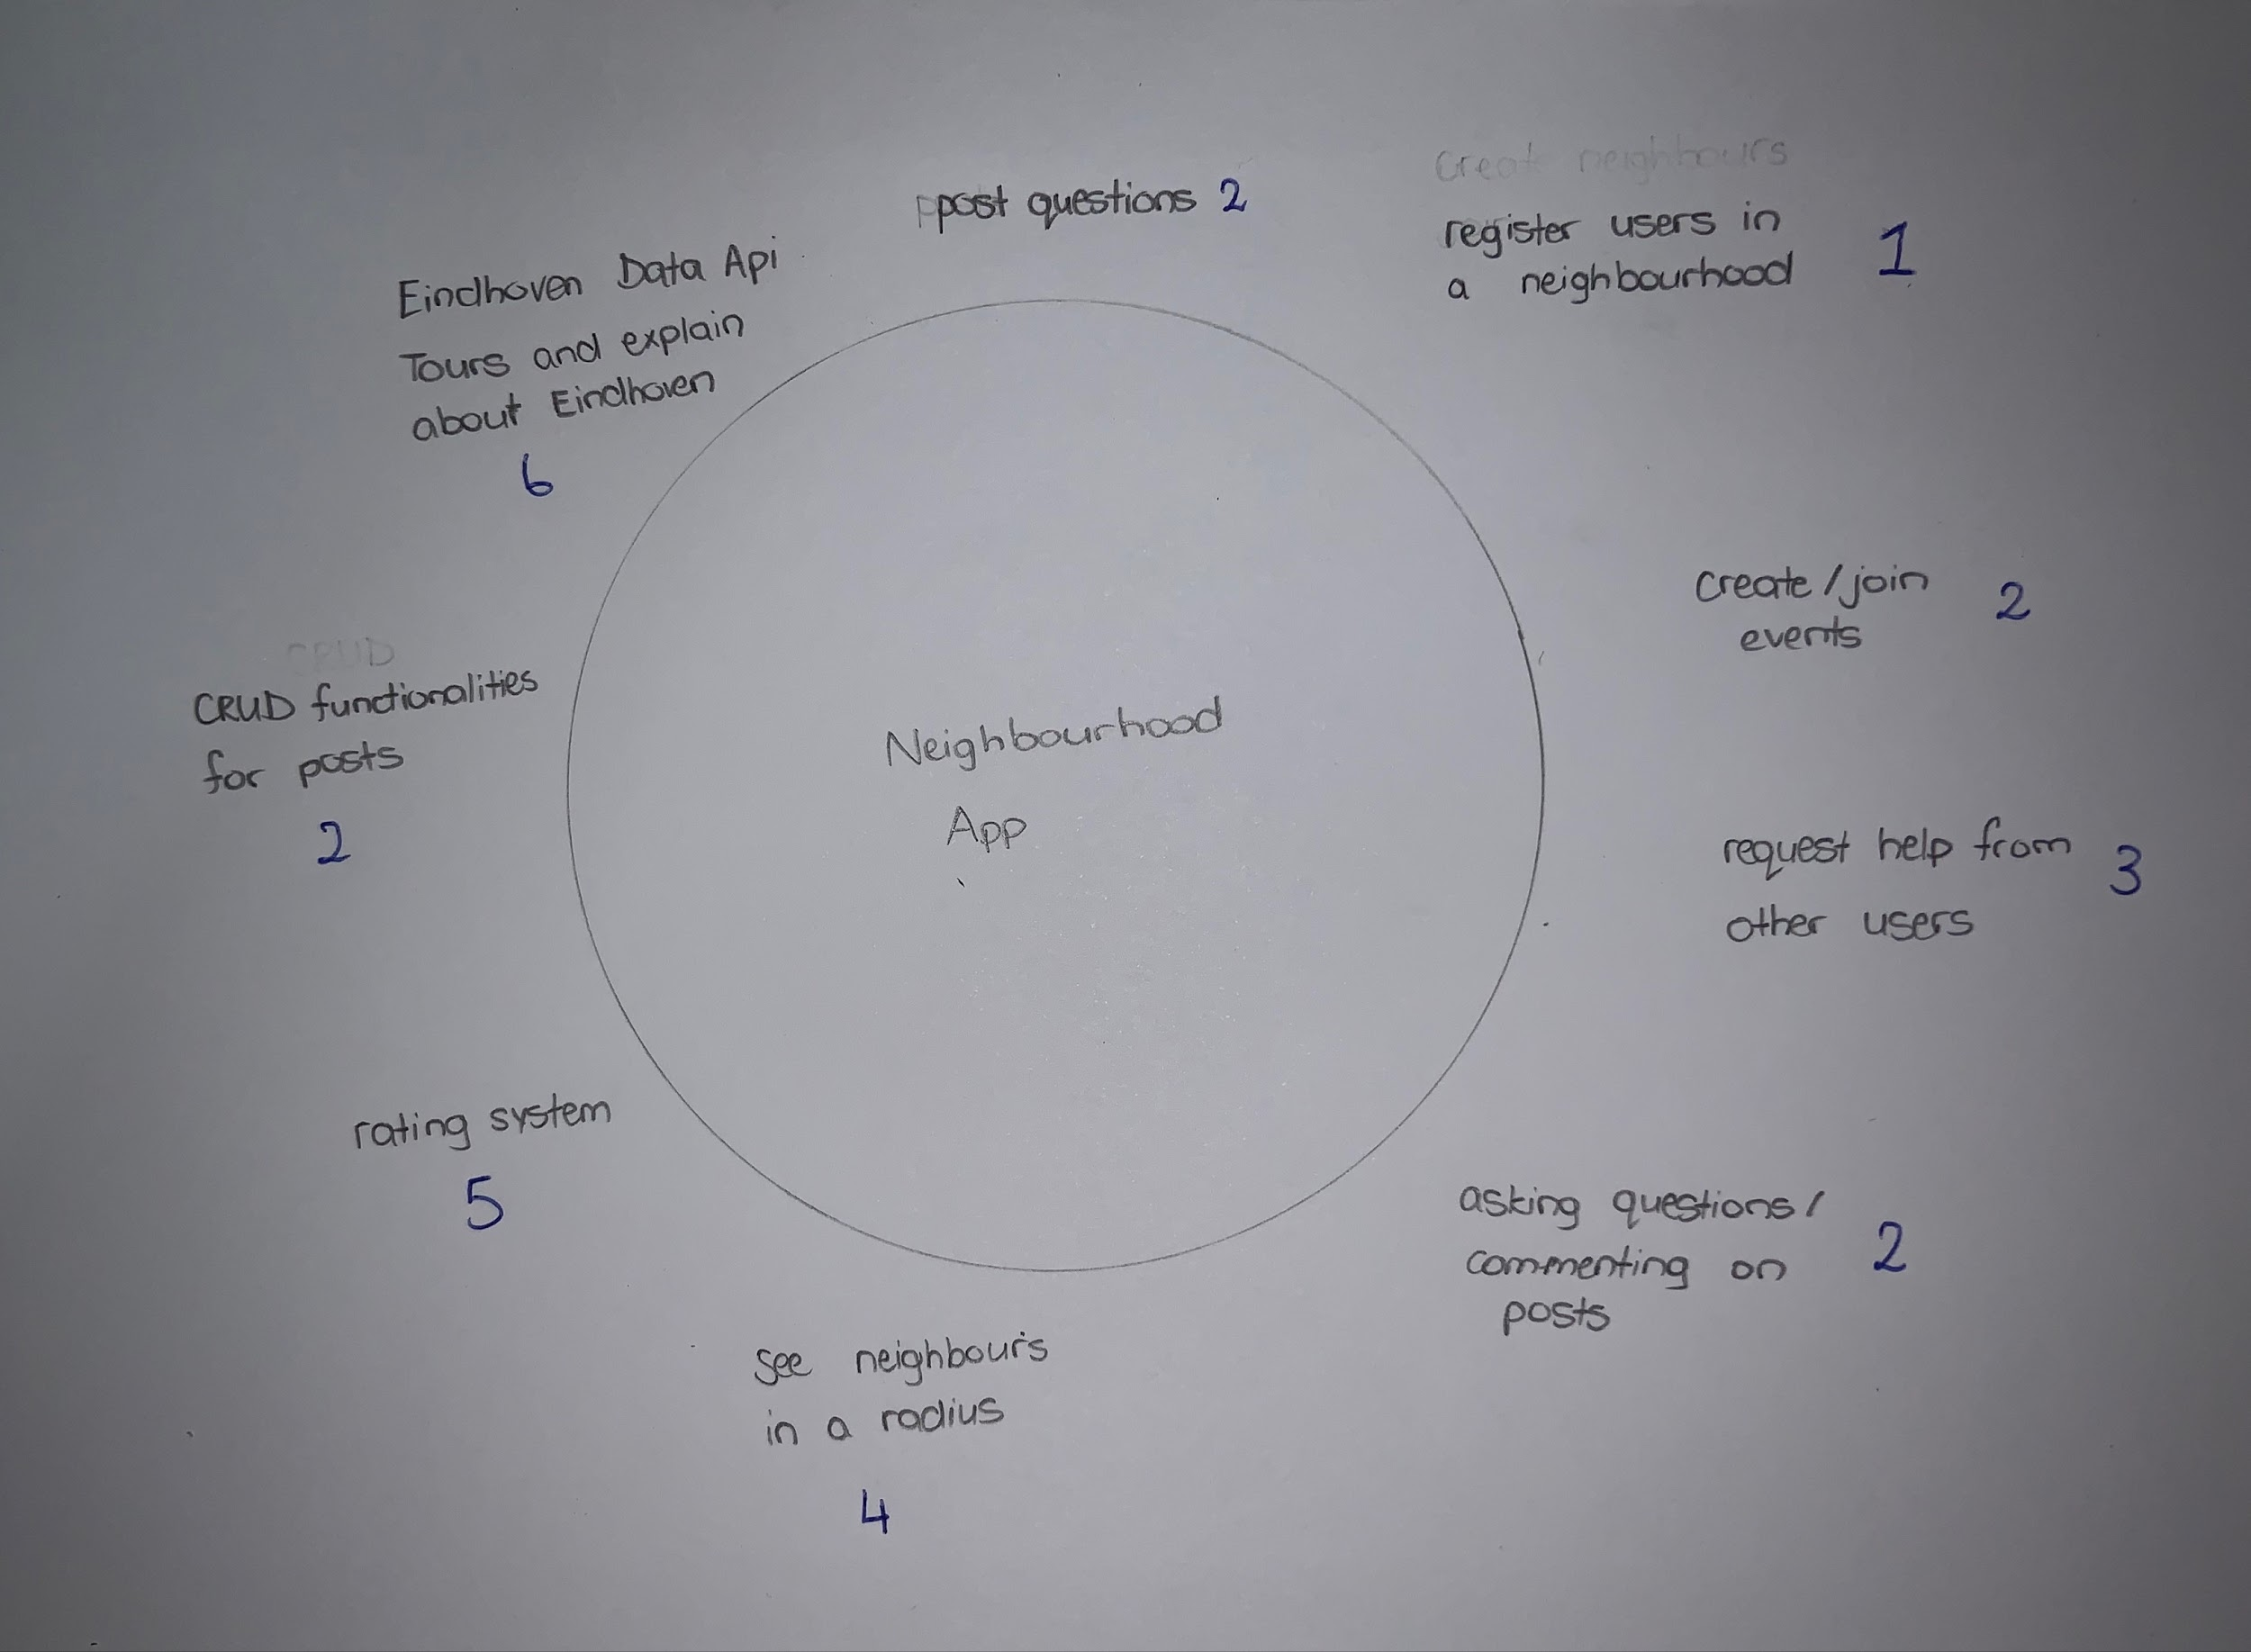 post questions 2
Create neighbours
register users in
a neighbourhood
1
Eindhoven Data Api
Tours and explain
about Eindhoven
6
create / join
events
2
CRUD
CRUD functionalities
for posts
2
Neighbourhood
App
request help from
other users
3
rating system
5
asking questions /
commenting on
posts
2
see neighbours
in a radius
4